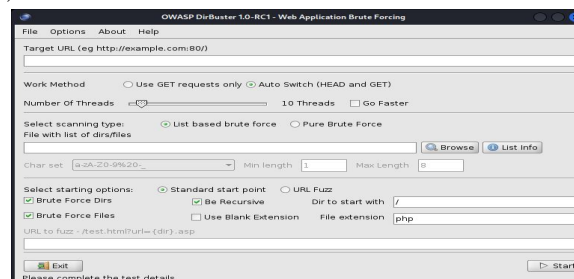 OWASP DirBuster 1.0-RC1 - Web Application Brute Forcing
File Options About Help
Target URL (eg http://example.com:80/)
Work Method Use GET requests only Auto Switch (HEAD and GET)
Number Of Threads 10 Threads Go Faster
Select scanning type: List based brute force Pure Brute Force
File with list of dirs/files
Browse List Info
Char set a-zA-Z0-9%20-_ Min length 1 Max Length 8
Select starting options: Standard start point URL Fuzz
Brute Force Dirs Be Recursive Dir to start with /
Brute Force Files Use Blank Extension File extension php
URL to fuzz - /test.html?url={dir}.asp
Exit Start
Please complete the test details